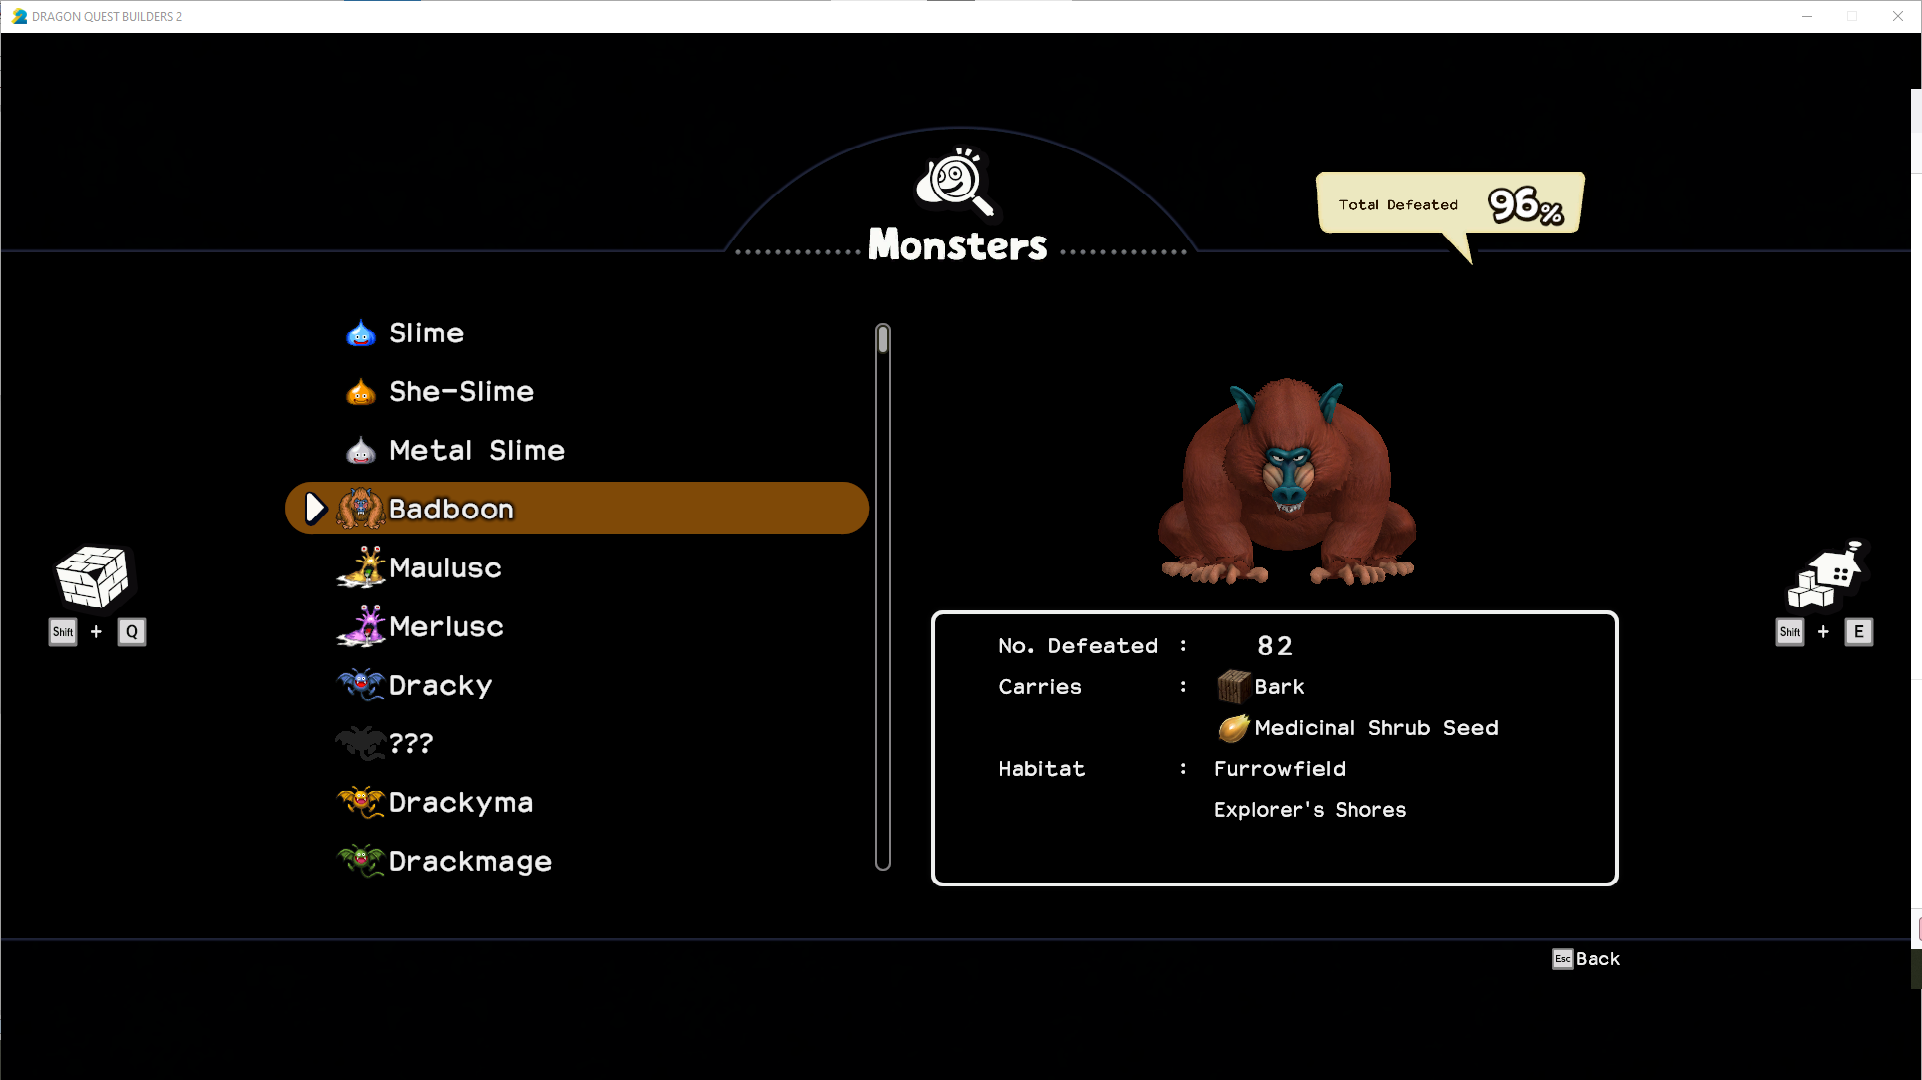 DRAGON QUEST BUILDERS 2
Total Defeated 96%
Monsters
Slime
She-Slime
Metal Slime
Badboon
Maulusc
Merlusc
Dracky
???
Drackyma
Drackmage
Shift + Q
Shift + E
No. Defeated : 82
Carries : Bark
Medicinal Shrub Seed
Habitat : Furrowfield
Explorer's Shores
Esc Back